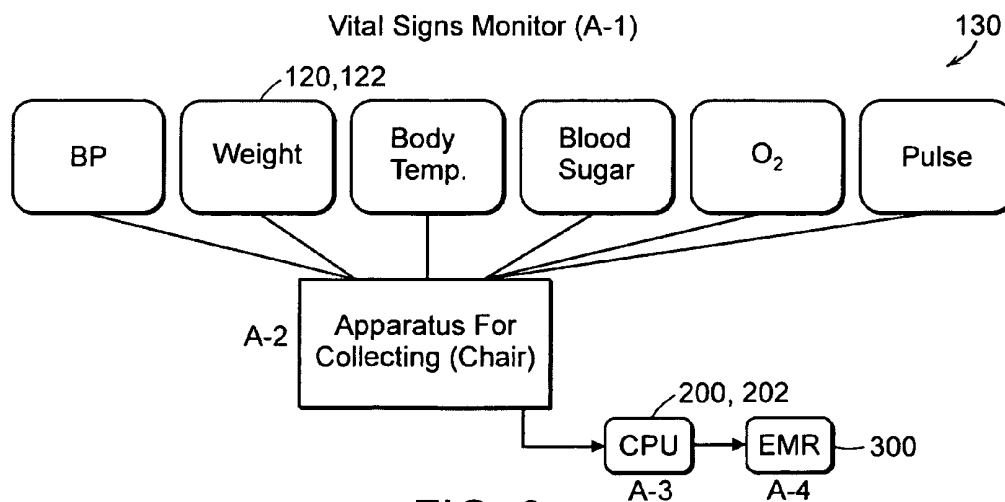 Vital Signs Monitor (A-1)
130
120,122
BP
Weight
Body
Temp.
Blood
Sugar
O₂
Pulse
A-2
Apparatus For
Collecting (Chair)
200, 202
CPU
EMR
300
A-3
A-4